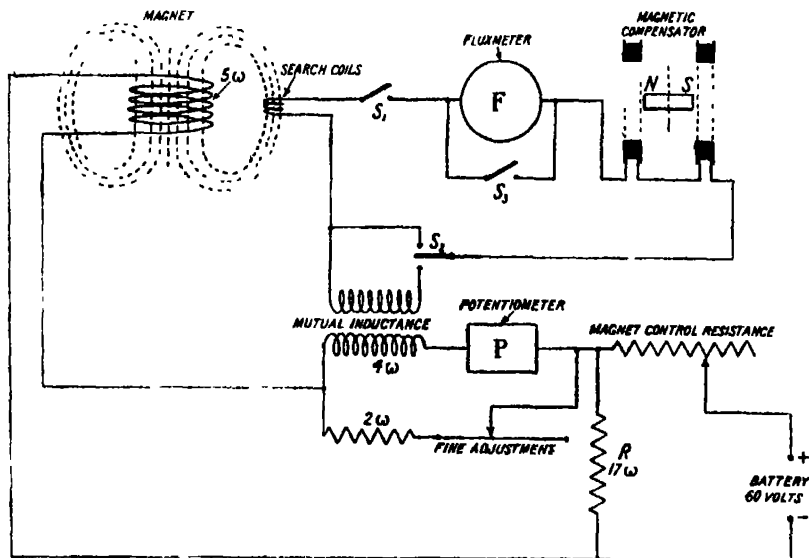 MAGNET
5ω
SEARCH COILS
S₁
FLUXMETER
F
S₃
MAGNETIC
COMPENSATOR
N S
S₂
MUTUAL INDUCTANCE
4ω
POTENTIOMETER
P
MAGNET CONTROL RESISTANCE
2ω
FINE ADJUSTMENT
R
17ω
+
BATTERY
60 VOLTS
-